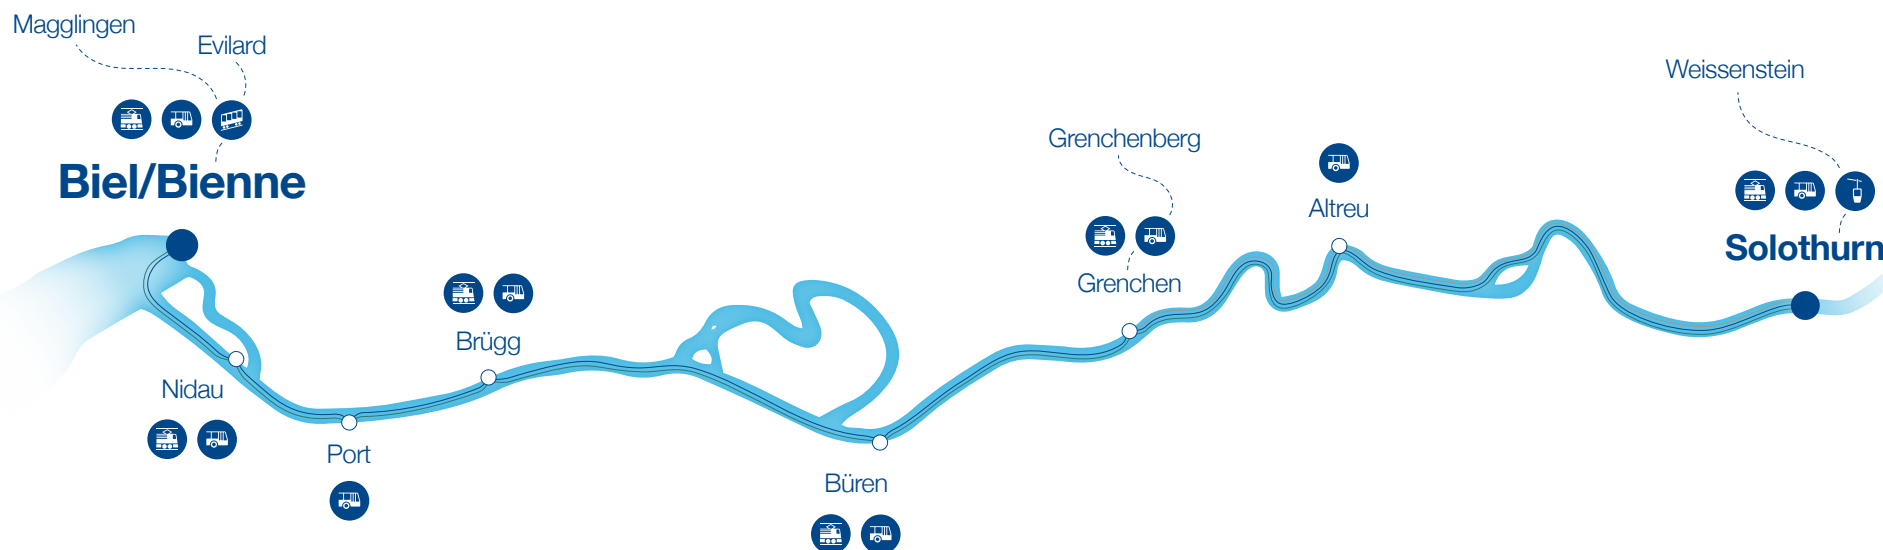 Magglingen
Evilard
Biel/Bienne
Nidau
Port
Brügg
Büren
Grenchenberg
Grenchen
Altreu
Weissenstein
Solothurn